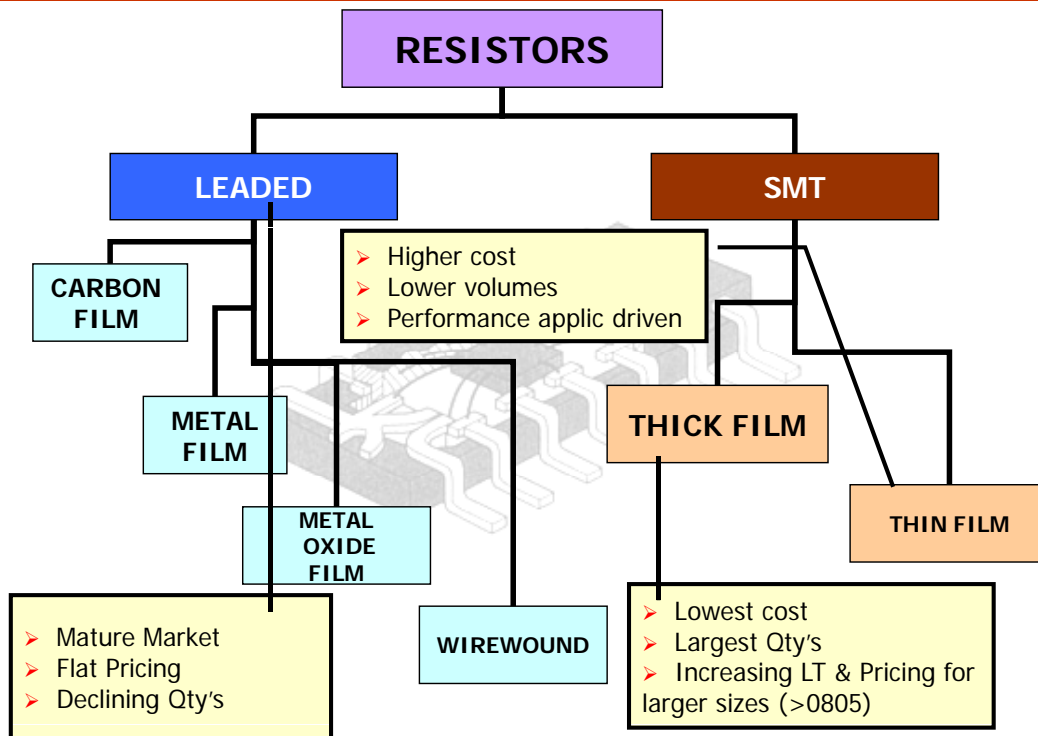 RESISTORS
LEADED
SMT
➢ Higher cost
➢ Lower volumes
➢ Performance applic driven
CARBON
FILM
METAL
FILM
THICK FILM
THIN FILM
METAL
OXIDE
FILM
➢ Mature Market
➢ Flat Pricing
➢ Declining Qty's
WIREWOUND
➢ Lowest cost
➢ Largest Qty's
➢ Increasing LT & Pricing for
larger sizes (>0805)